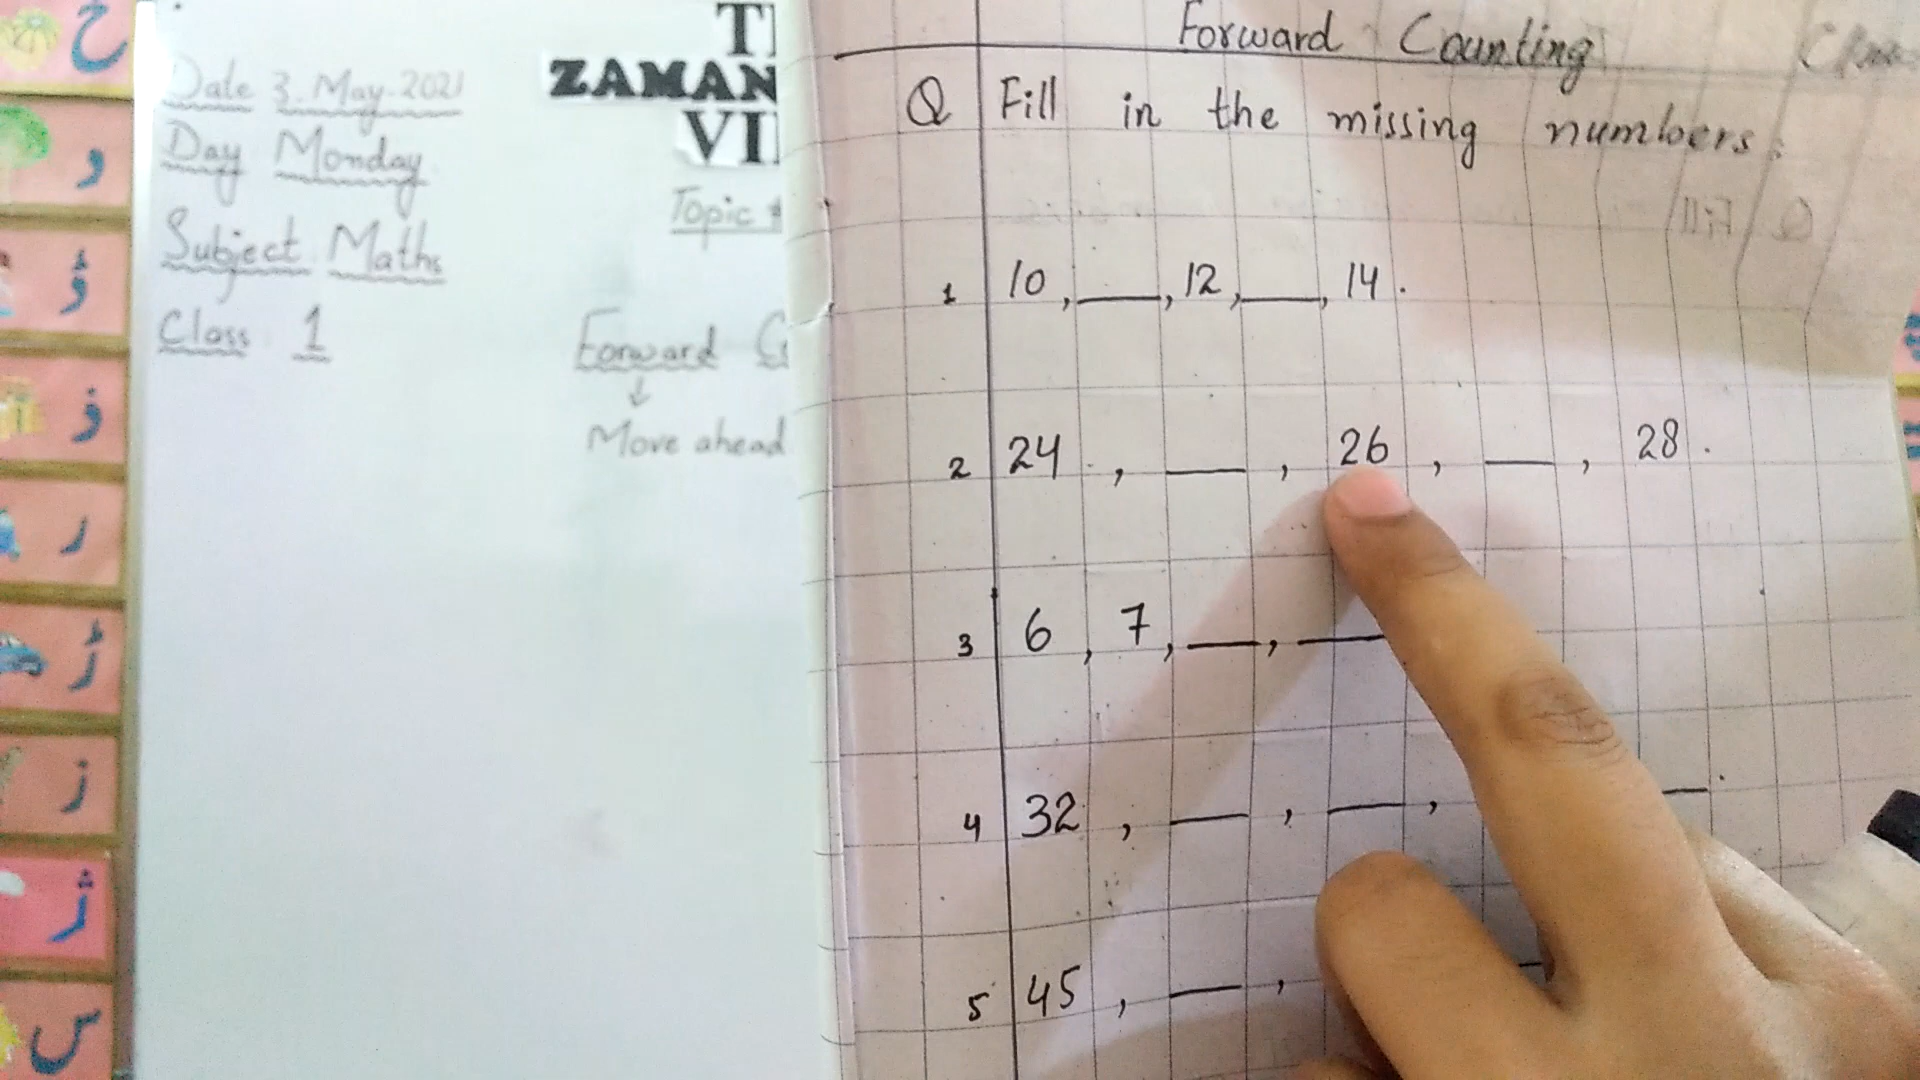 Date 3. May-2021
Day Monday
Subject Maths
Class 1
ZAMAN
VI
Topic
Forward
Move ahead
خ
و
ؤ
ز
ر
ڑ
ز
ژ
س
Forward Counting
Q Fill in the missing numbers:
1 10, __, 12, __, 14.
2 24, __, 26, __, 28.
3 6, 7, __, __
4 32, __, __, __.
5 45, __,